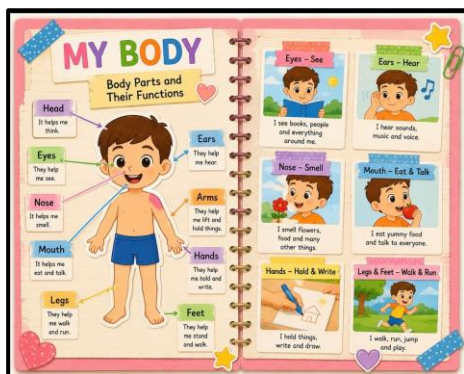 MY BODY
Body Parts and
Their Functions
Head
It helps me
think.
Eyes
They help
me see.
Nose
It helps me
smell.
Mouth
It helps me
eat and talk.
Legs
They help
me walk
and run.
Ears
They help
me hear.
Arms
They help
me lift and
hold things.
Hands
They help
me hold and
write.
Feet
They help
me stand
and walk.
Eyes – See
I see books, people
and everything
around me.
Ears – Hear
I hear sounds,
music and voice.
Nose – Smell
I smell flowers,
food and many
other things.
Mouth – Eat & Talk
I eat yummy food
and talk to everyone.
Hands – Hold & Write
I hold things,
write and draw.
Legs & Feet – Walk & Run
I walk, run, jump
and play.